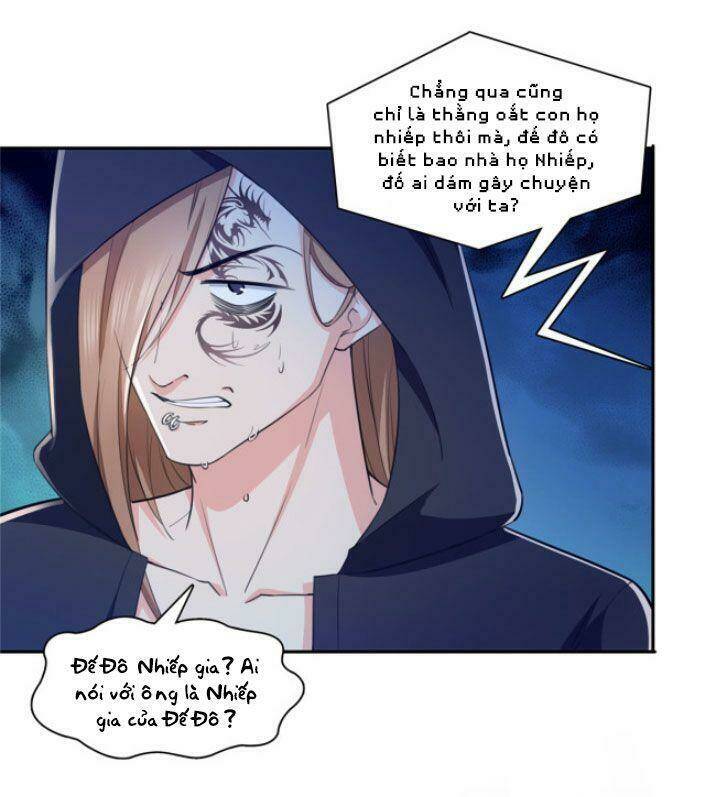 Chẳng qua cũng
chỉ là thằng oắt con họ
nhiếp thôi mà, đế đô có
biết bao nhà họ Nhiếp,
đố ai dám gây chuyện
với ta?
Đế Đô Nhiếp gia? Ai
nói với ông là Nhiếp
gia của Đế Đô?